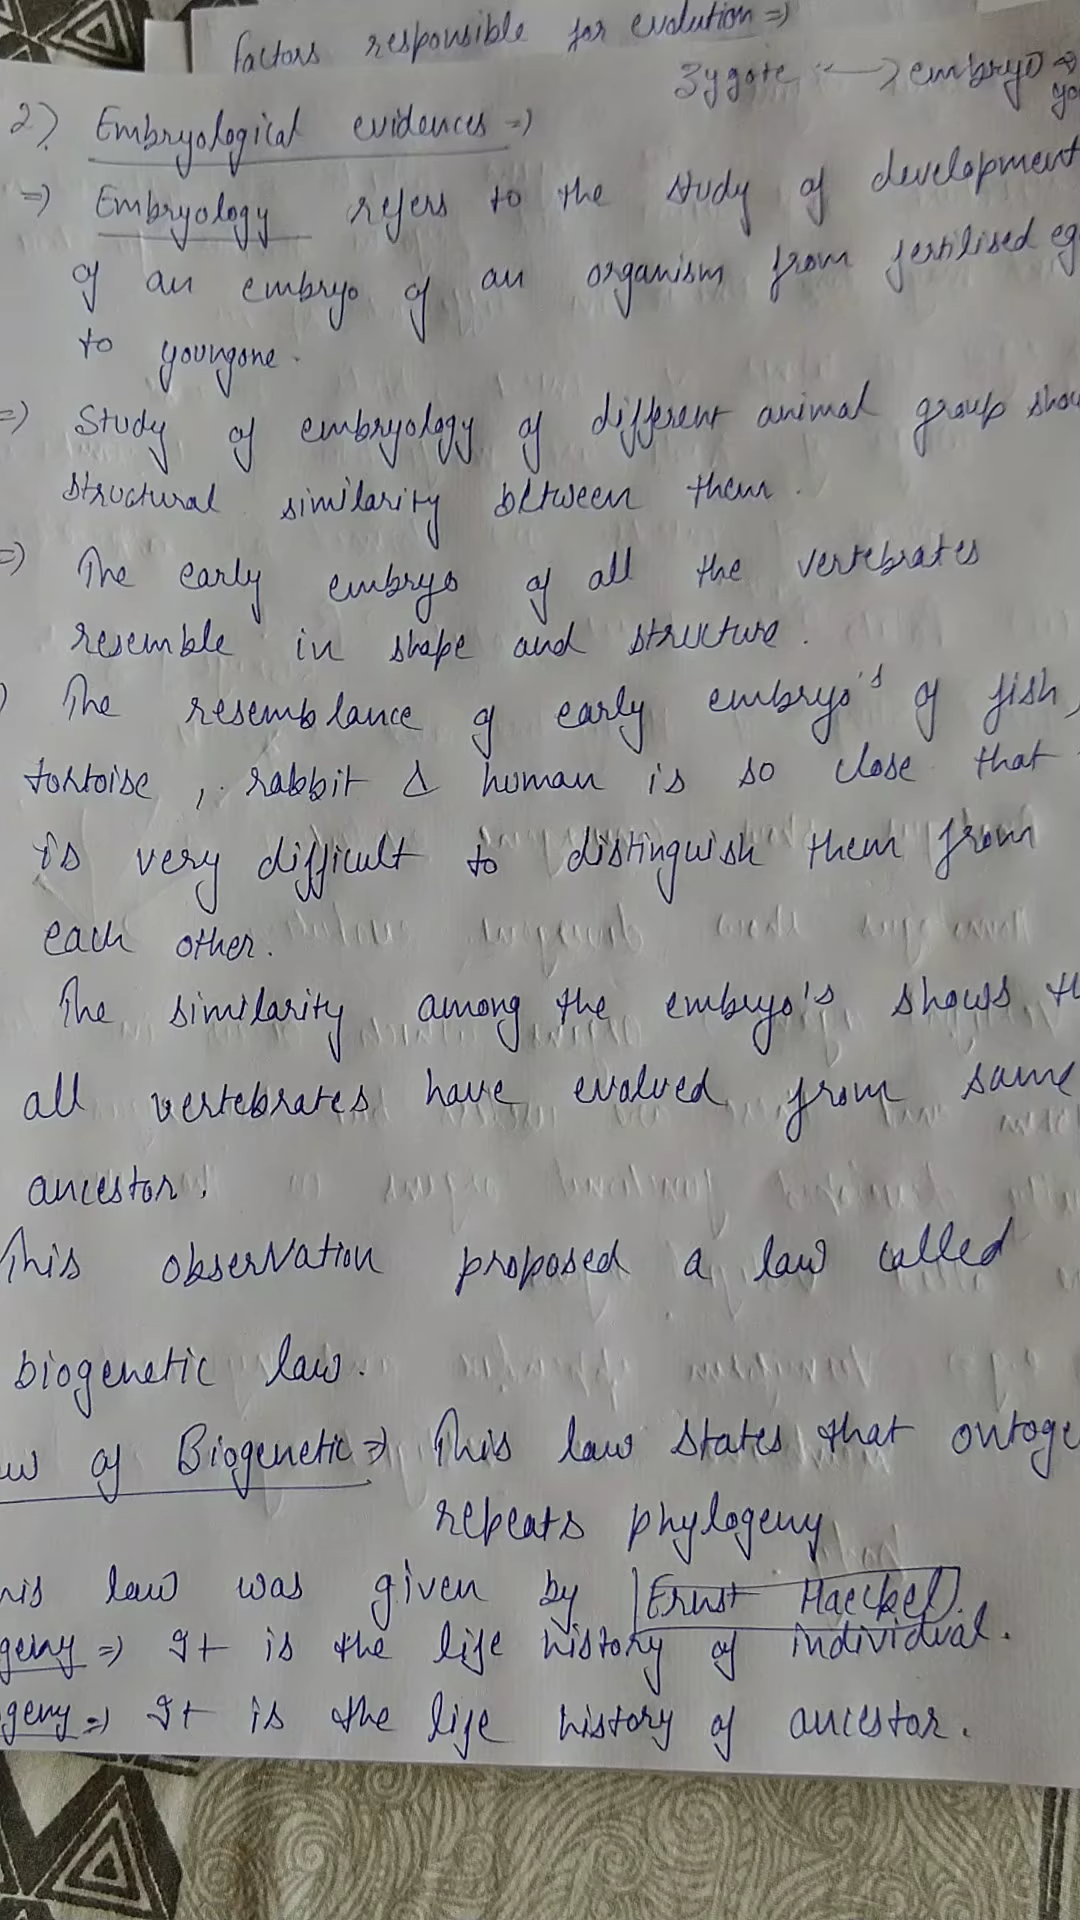 factors responsible for evolution =>
Zygote —> embryo =>
yo
2) Embryological evidences =>
=> Embryology refers to the study of development
of an embryo of an organism from fertilised eg
to youngone.
=> Study of embryology of different animal group show
structural similarity between them.
=> The early embryo of all the vertebrates
resemble in shape and structure.
) The resemblance of early embryo's of fish,
tortoise, rabbit & human is so close that
is very difficult to distinguish them from
each other.
The similarity among the embryo's shows th
all vertebrates have evolved from same
ancestor.
This observation proposed a law called
biogenetic law.
w of Biogenetic => This law states that ontoge
repeats phylogeny
his law was given by Ernst Haeckel.
geny => It is the life history of individual.
geny => It is the life history of ancestor.